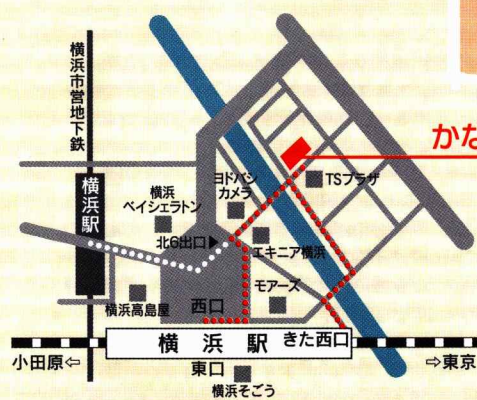 横浜市営地下鉄
横浜駅
かな
横浜
ベイシェラトン
ヨドバシ
カメラ
TSプラザ
北6出口▶
エキニア横浜
横浜高島屋
西口
モアーズ
横浜駅
きた西口
小田原⇦
⇨東京
東口
横浜そごう